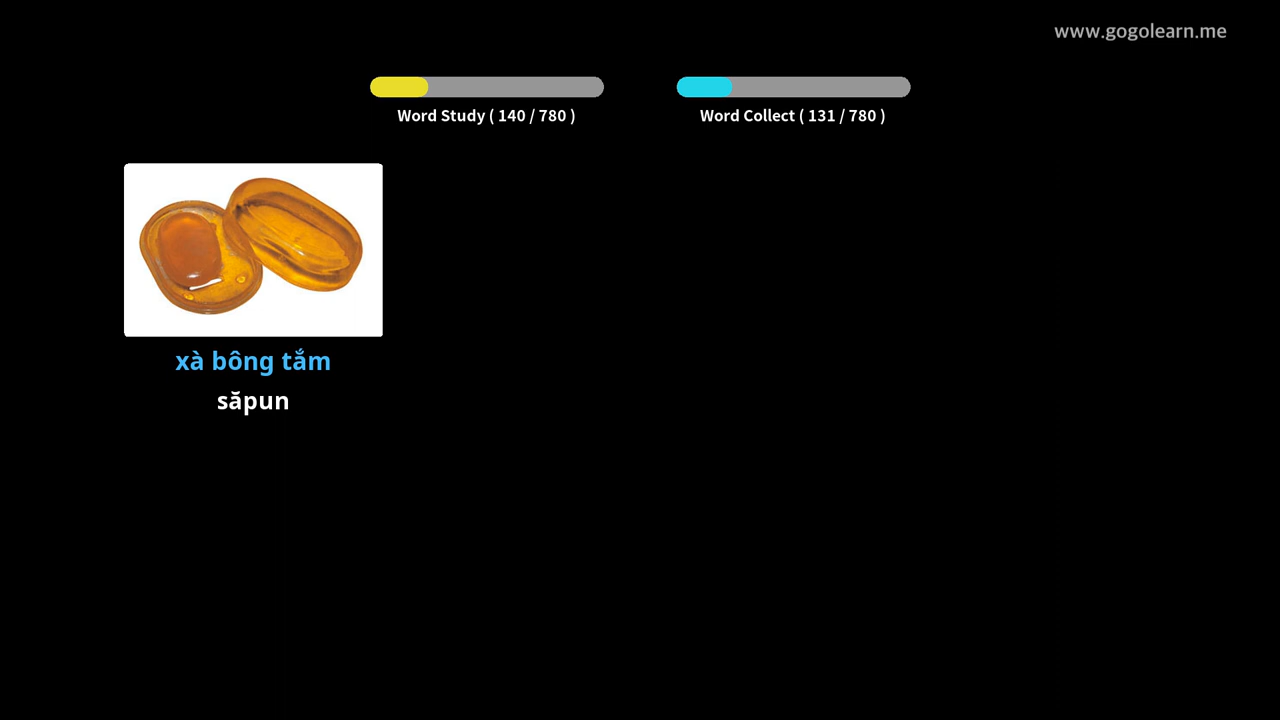 www.gogolearn.me
Word Study ( 140 / 780 )
Word Collect ( 131 / 780 )
xà bông tắm
săpun